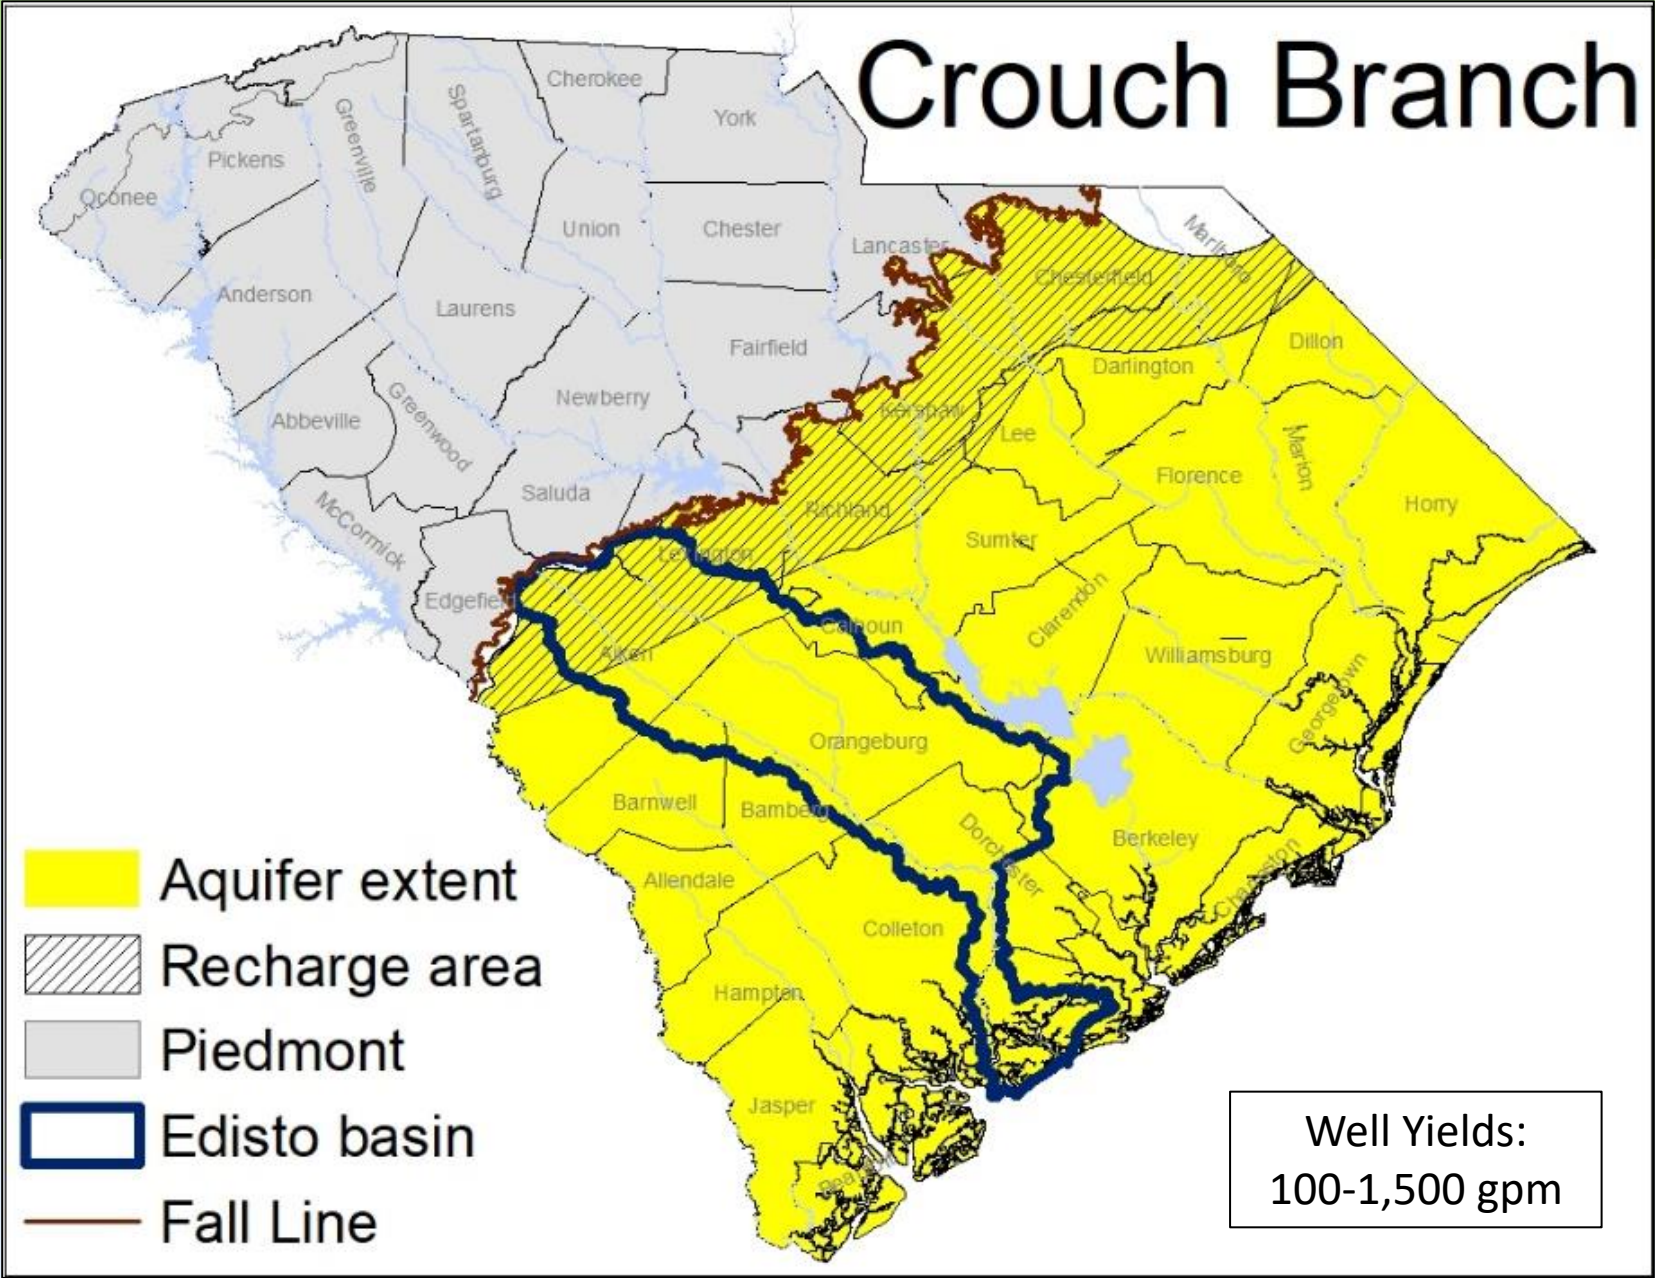 Crouch Branch
Cherokee
York
Spartanburg
Greenville
Pickens
Oconee
Union
Chester
Lancaster
Marlboro
Chesterfield
Anderson
Laurens
Fairfield
Dillon
Darlington
Newberry
Kershaw
Abbeville
Greenwood
Lee
Marion
Florence
Saluda
Richland
Horry
McCormick
Sumter
Lexington
Edgefield
Clarendon
Calhoun
Aiken
Williamsburg
Georgetown
Orangeburg
Barnwell
Bamberg
Dorchester
Berkeley
Allendale
Charleston
Colleton
Hampton
Jasper
Beaufort
Aquifer extent
Recharge area
Piedmont
Edisto basin
Fall Line
Well Yields:
100-1,500 gpm